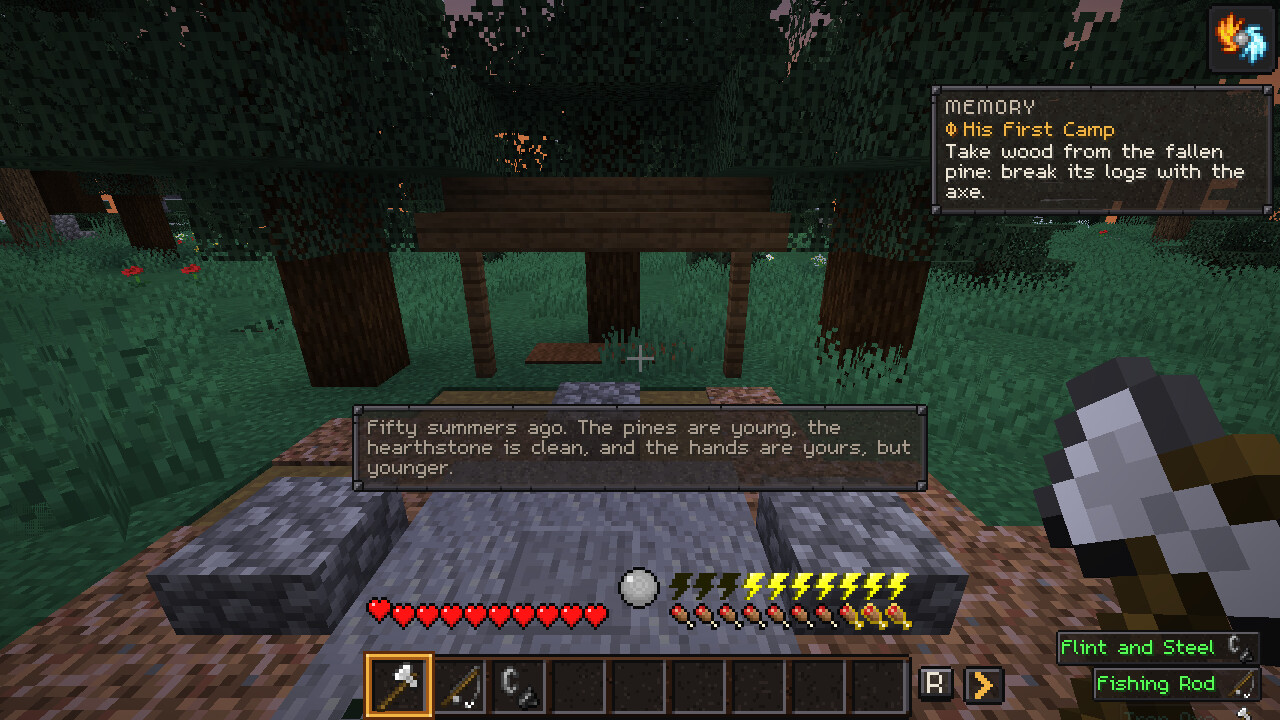 MEMORY
His First Camp
Take wood from the fallen
pine: break its logs with the
axe.
Fifty summers ago. The pines are young, the
hearthstone is clean, and the hands are yours, but
younger.
R
Flint and Steel
Fishing Rod